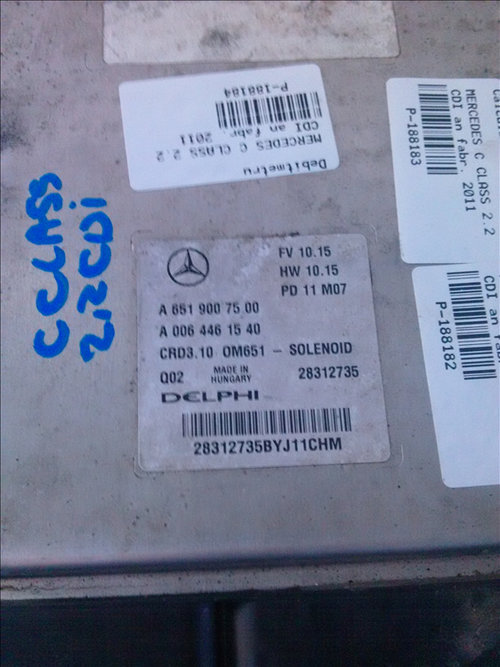 P-188184
MERCEDES C CLASS 2.2
CDI an fabr. 2011
Debitmetru
MERCEDES C CLASS 2.2
CDI an fabr. 2011
P-188183
CDI an
P-188182
C CLASS
2,2 CDi
FV 10.15
HW 10.15
PD 11 M07
A 651 900 75 00
A 006 446 15 40
CRD3.10 OM651 - SOLENOID
Q02 MADE IN HUNGARY 28312735
DELPHI
28312735BYJ11CHM